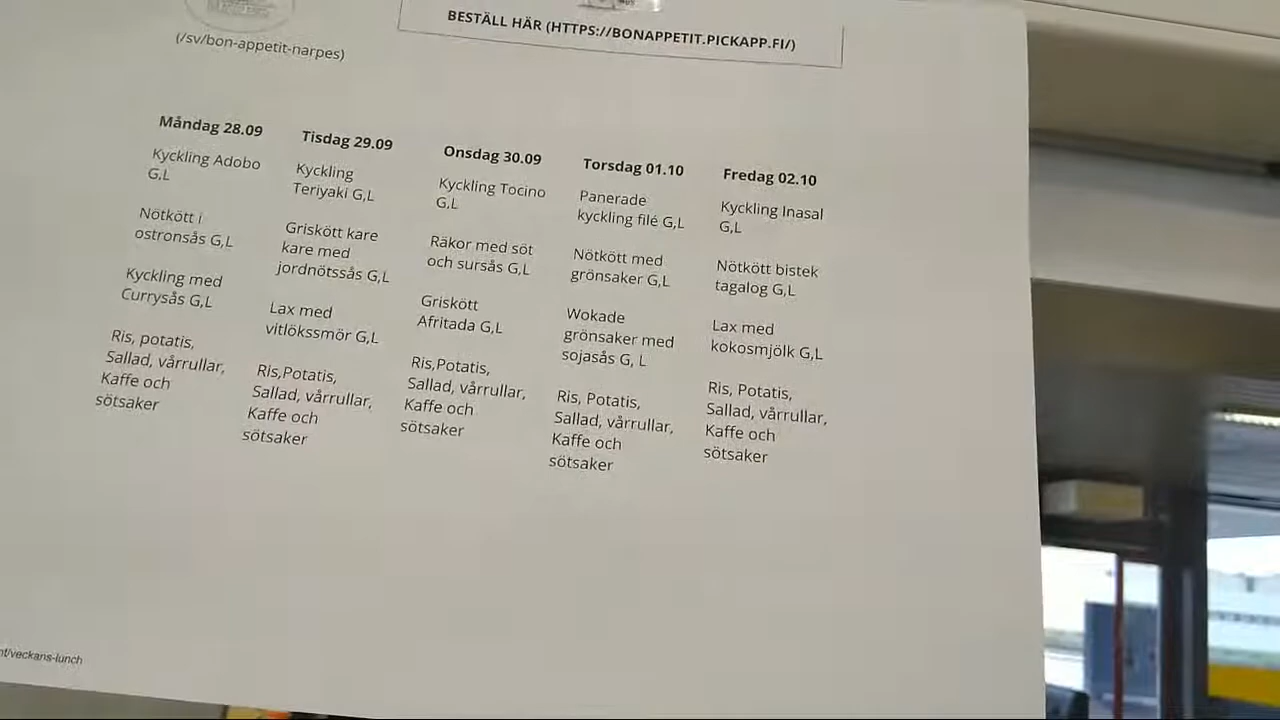 BESTÄLL HÄR (HTTPS://BONAPPETIT.PICKAPP.FI/)
(/sv/bon-appetit-narpes)
Måndag 28.09
Kyckling Adobo
G,L
Nötkött i
ostronsås G,L
Kyckling med
Currysås G,L
Ris, potatis,
Sallad, vårrullar,
Kaffe och
sötsaker
Tisdag 29.09
Kyckling
Teriyaki G,L
Griskött kare
kare med
jordnötssås G,L
Lax med
vitlökssmör G,L
Ris,Potatis,
Sallad, vårrullar,
Kaffe och
sötsaker
Onsdag 30.09
Kyckling Tocino
G,L
Räkor med söt
och sursås G,L
Griskött
Afritada G,L
Ris,Potatis,
Sallad, vårrullar,
Kaffe och
sötsaker
Torsdag 01.10
Panerade
kyckling filé G,L
Nötkött med
grönsaker G,L
Wokade
grönsaker med
sojasås G, L
Ris, Potatis,
Sallad, vårrullar,
Kaffe och
sötsaker
Fredag 02.10
Kyckling Inasal
G,L
Nötkött bistek
tagalog G,L
Lax med
kokosmjölk G,L
Ris, Potatis,
Sallad, vårrullar,
Kaffe och
sötsaker
nt/veckans-lunch